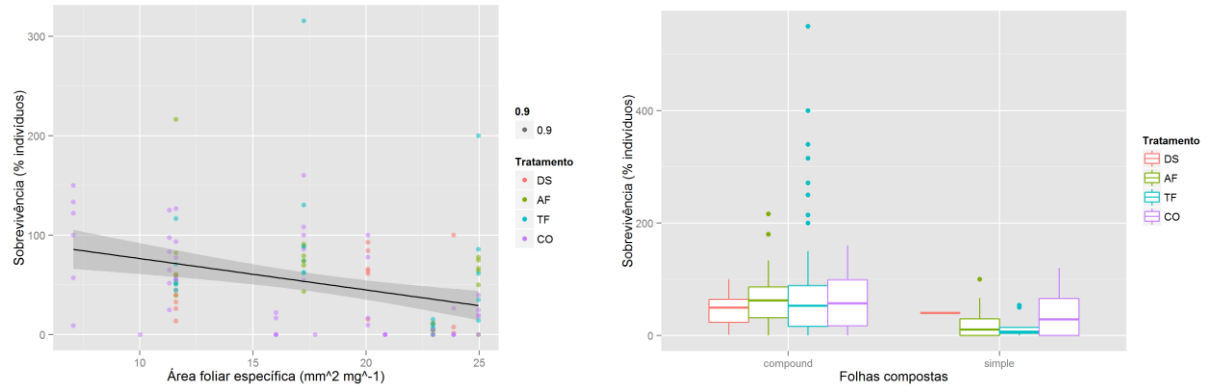 300
200
100
0
Sobrevivência (% indivíduos)
10
15
20
25
Área foliar específica (mm^2 mg^-1)
0.9
0.9
Tratamento
DS
AF
TF
CO
400
200
0
Sobrevivência (% indivíduos)
compound
simple
Folhas compostas
Tratamento
DS
AF
TF
CO